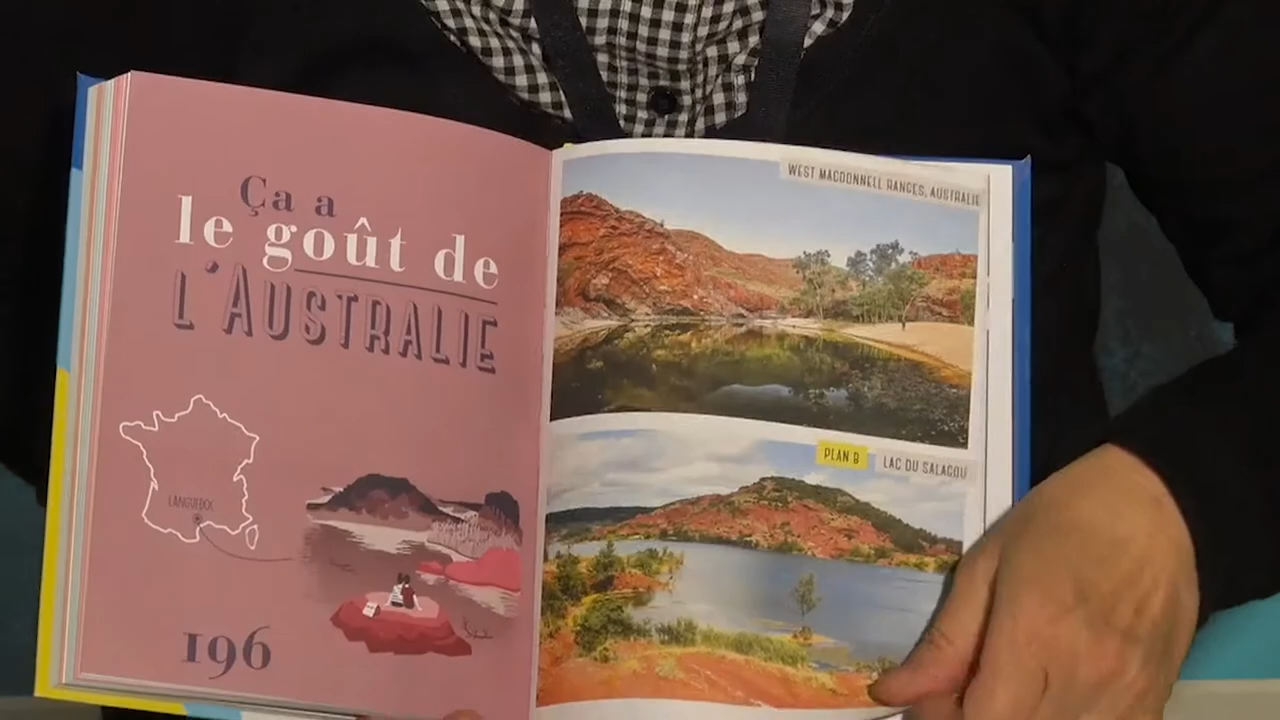 Ça a
le goût de
L'AUSTRALIE
LANGUEDOC
196
WEST MACDONNELL RANGES, AUSTRALIE
PLAN B
LAC DU SALAGOU